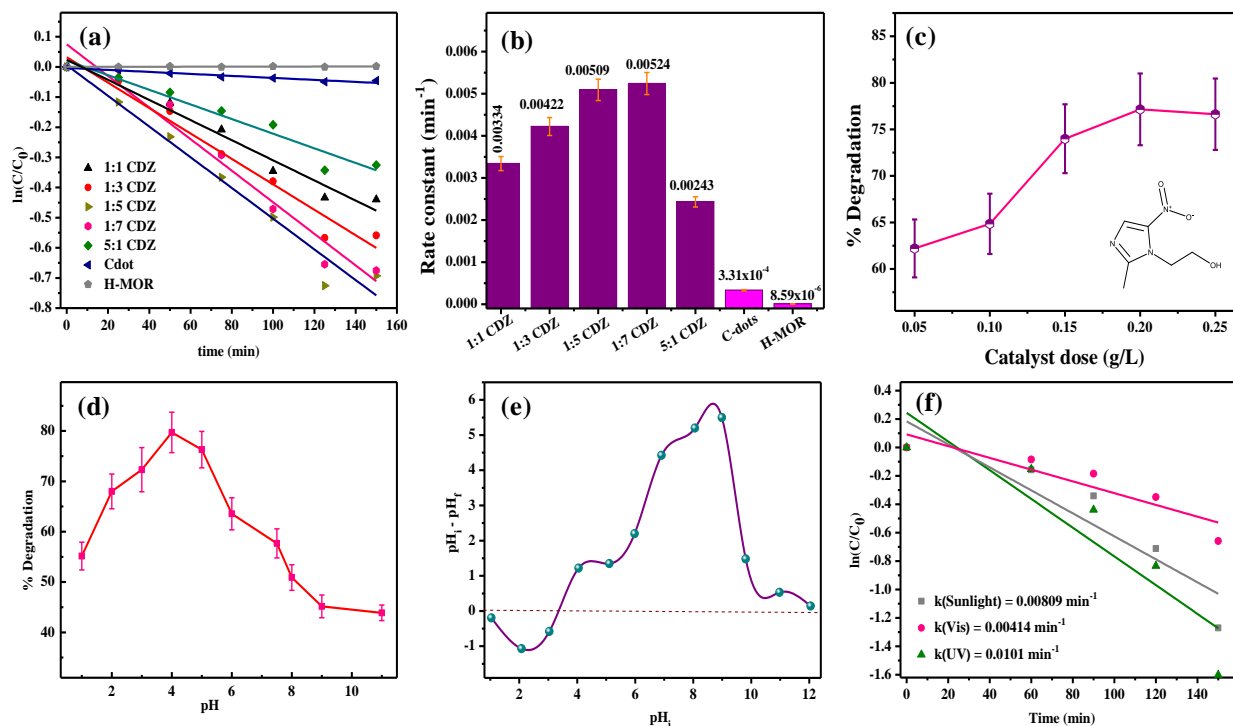 (a)
0,1
0,0
-0,1
-0,2
-0,3
-0,4
-0,5
-0,6
-0,7
-0,8
ln(C/C0)
1:1 CDZ
1:3 CDZ
1:5 CDZ
1:7 CDZ
5:1 CDZ
Cdot
H-MOR
0 20 40 60 80 100 120 140 160
time (min)
(b)
0.006
0.005
0.004
0.003
0.002
0.001
0.000
Rate constant (min-1)
0.00334
0.00422
0.00509
0.00524
0.00243
3.31x10-4
8.59x10-6
1:1 CDZ 1:3 CDZ 1:5 CDZ 1:7 CDZ 5:1 CDZ C-dots H-MOR
(c)
85
80
75
70
65
60
% Degradation
N
N
N+
O
O-
OH
0.05 0.10 0.15 0.20 0.25
Catalyst dose (g/L)
(d)
80
70
60
50
40
% Degradation
2 4 6 8 10
pH
(e)
6
5
4
3
2
1
0
-1
pHi - pHf
2 4 6 8 10 12
pHi
(f)
0.4
0.2
0.0
-0.2
-0.4
-0.6
-0.8
-1.0
-1.2
-1.4
-1.6
ln(C/C0)
k(Sunlight) = 0.00809 min-1
k(Vis) = 0.00414 min-1
k(UV) = 0.0101 min-1
0 20 40 60 80 100 120 140
Time (min)